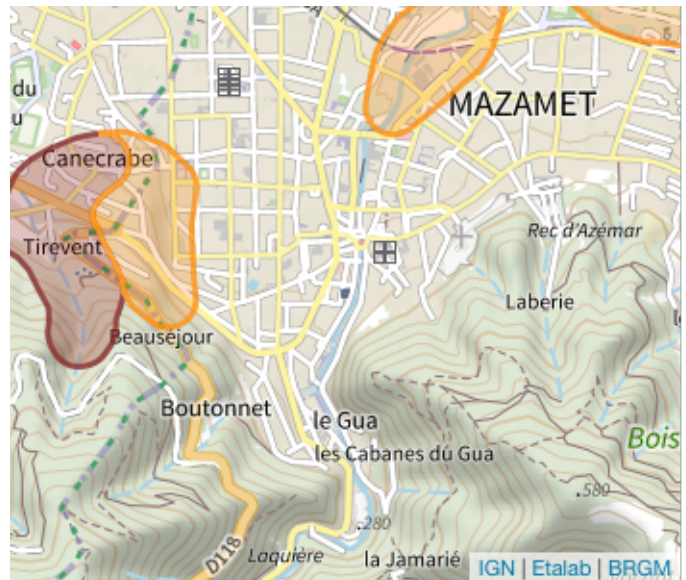 du
u
MAZAMET
Canecrabe
Tirevent
Rec d'Azémar
Laberie
Beauséjour
Boutonnet
le Gua
Bois
les Cabanes du Gua
.580
.280
D118
Laquière
la Jamarié
IGN | Etalab | BRGM